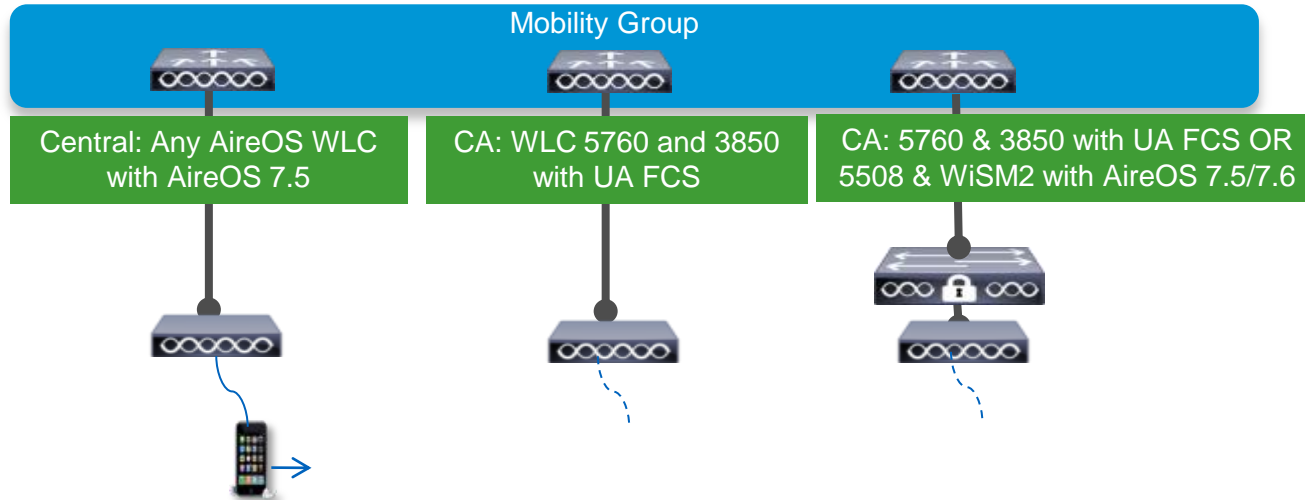 Mobility Group
Central: Any AireOS WLC
with AireOS 7.5
CA: WLC 5760 and 3850
with UA FCS
CA: 5760 & 3850 with UA FCS OR
5508 & WiSM2 with AireOS 7.5/7.6